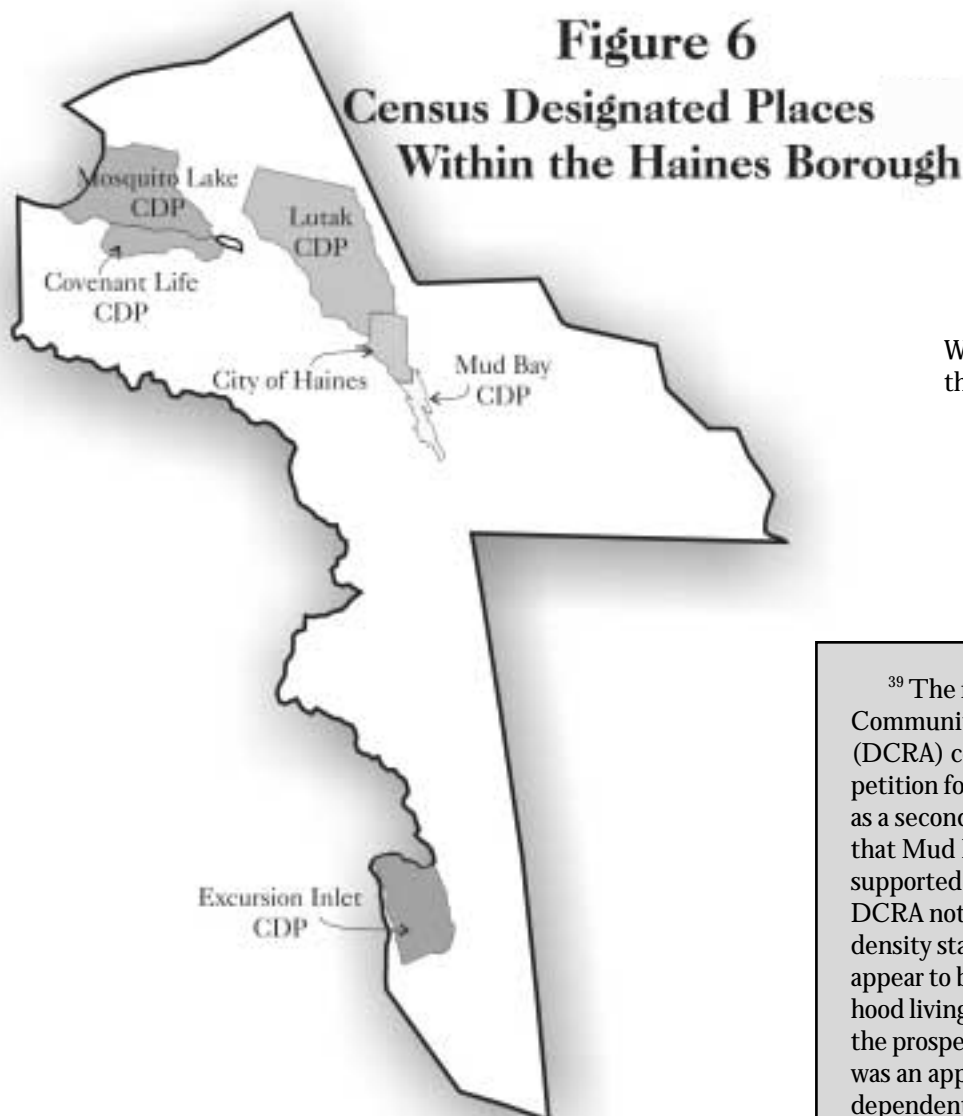 Figure 6
Census Designated Places
Within the Haines Borough
Mosquito Lake
CDP
Lutak
CDP
Covenant Life
CDP
City of Haines
Mud Bay
CDP
Excursion Inlet
CDP
W
th
39 The
Communi
(DCRA) c
petition fo
as a second
that Mud
supported
DCRA not
density sta
appear to b
hood living
the prospe
was an app
dependent